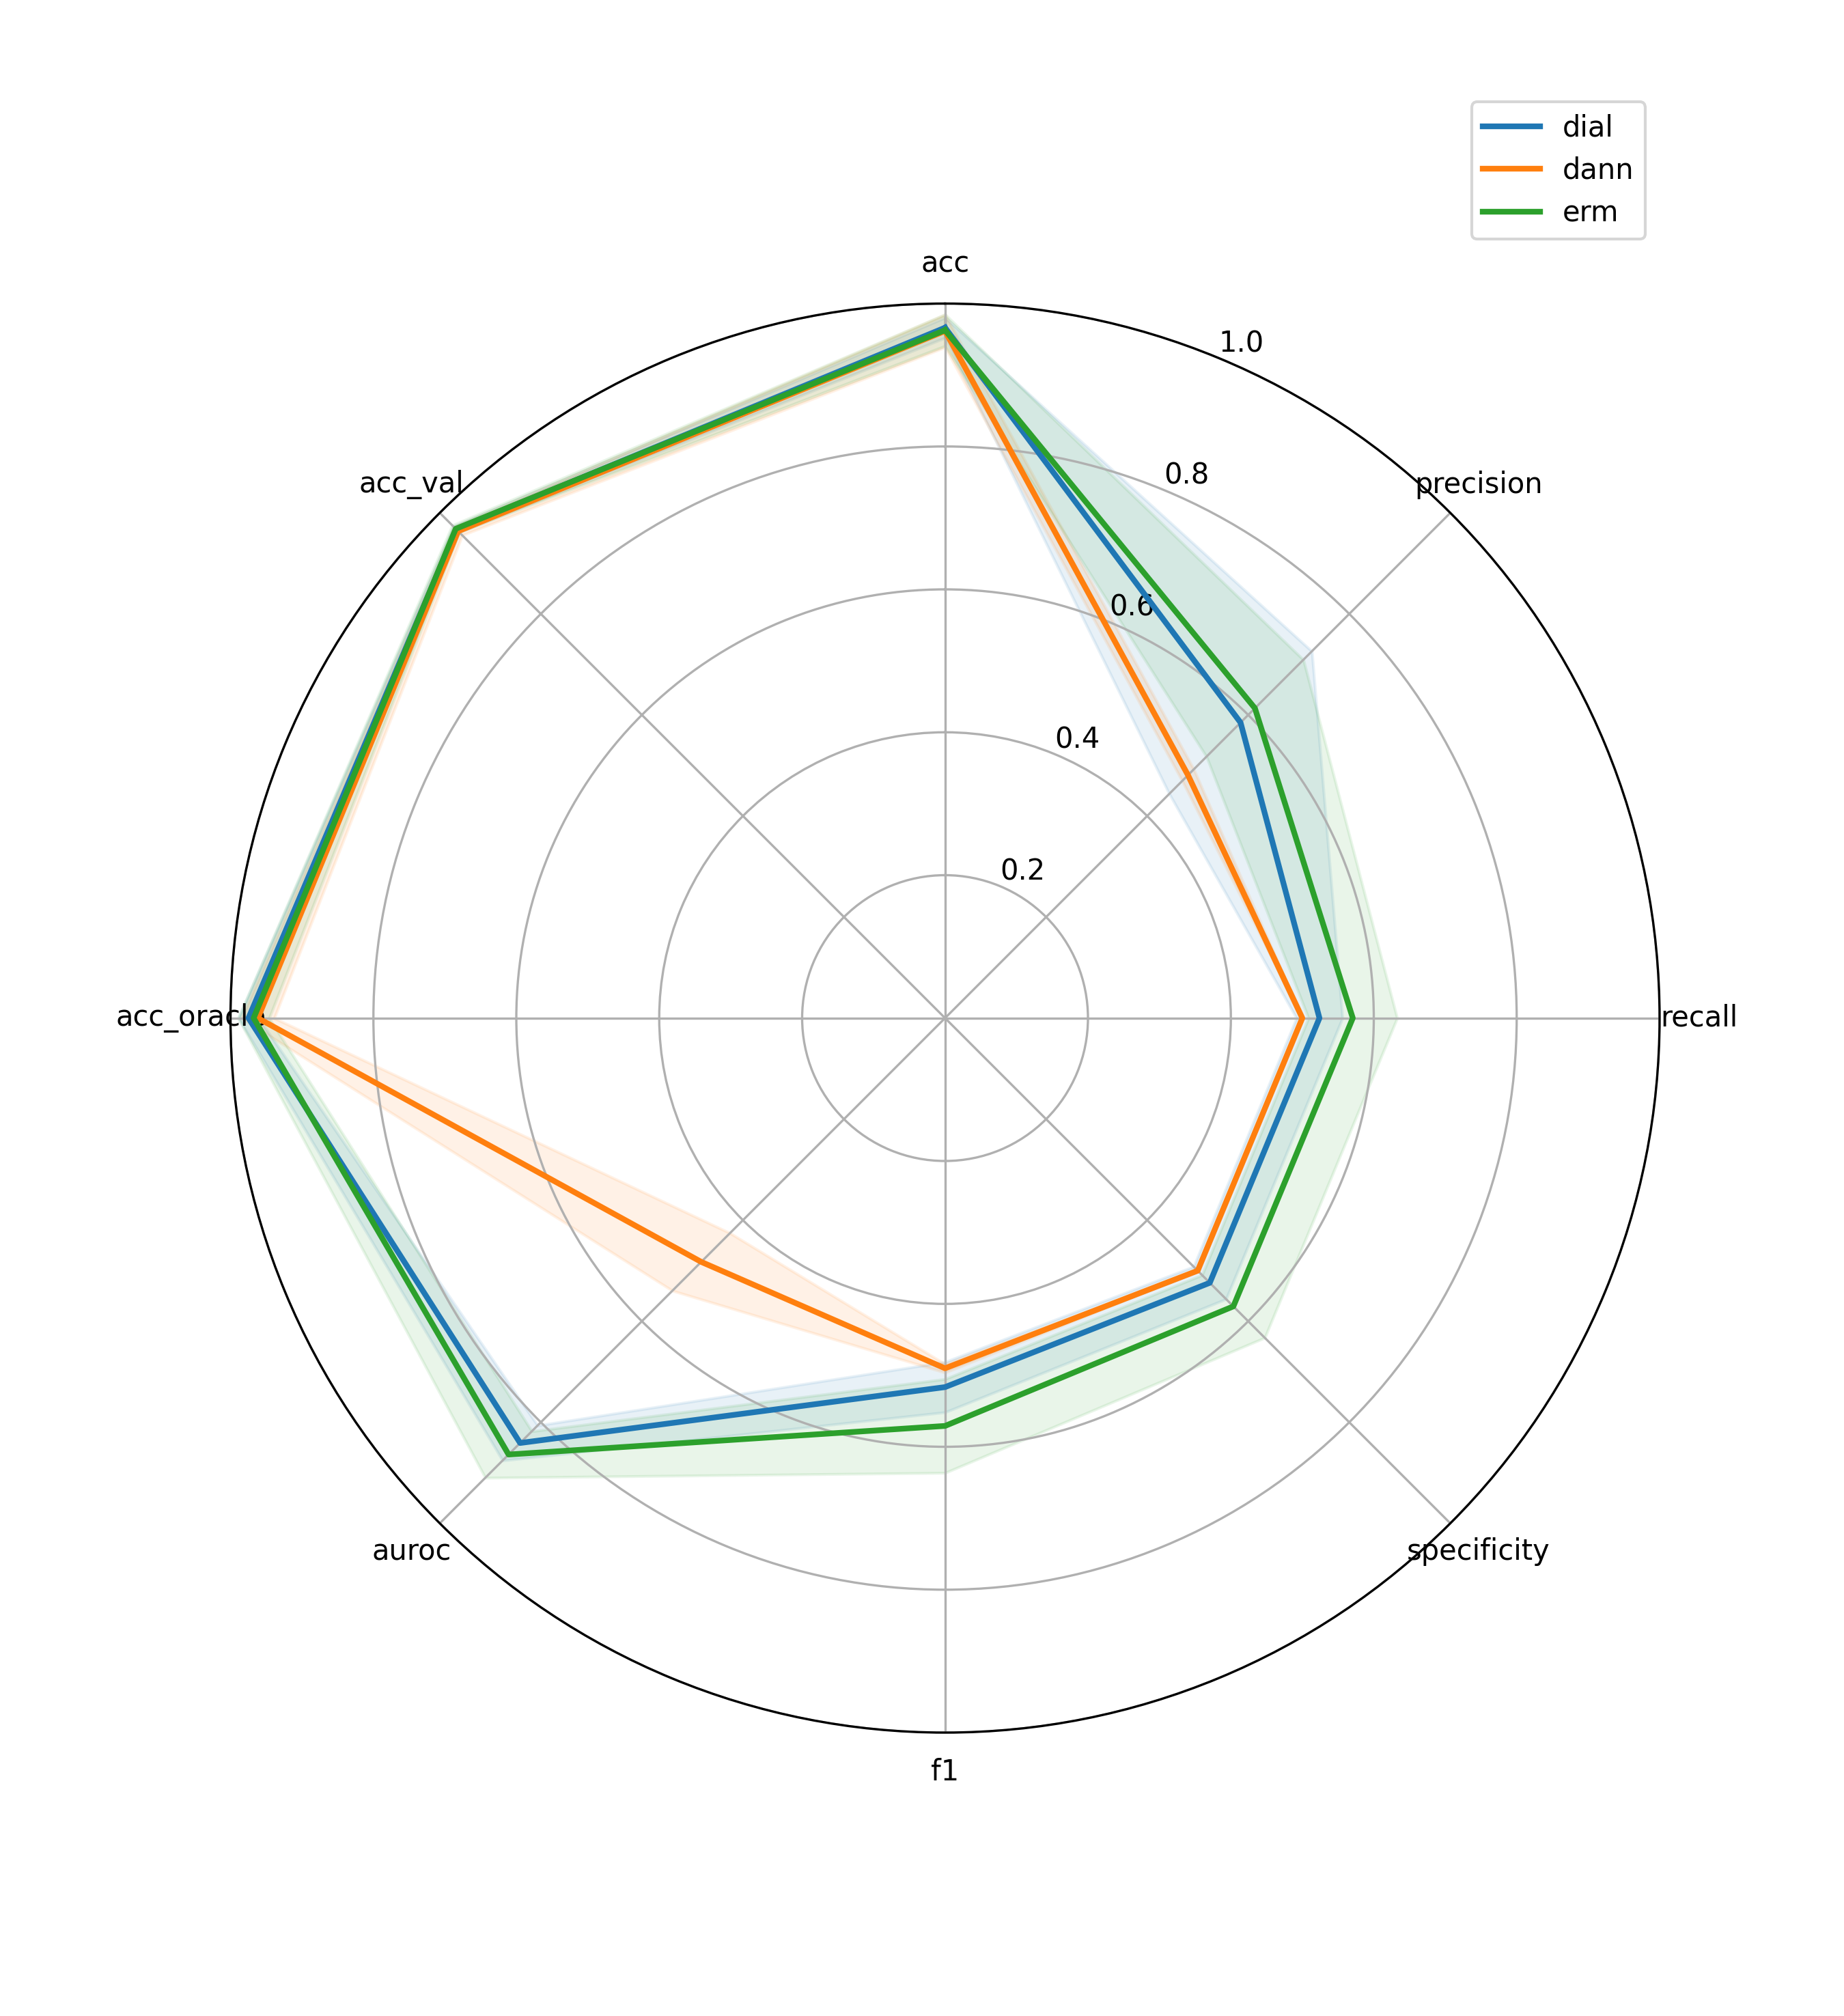 dial
dann
erm
acc
1.0
acc_val
precision
0.8
0.6
0.4
0.2
acc_oracle
recall
auroc
specificity
f1